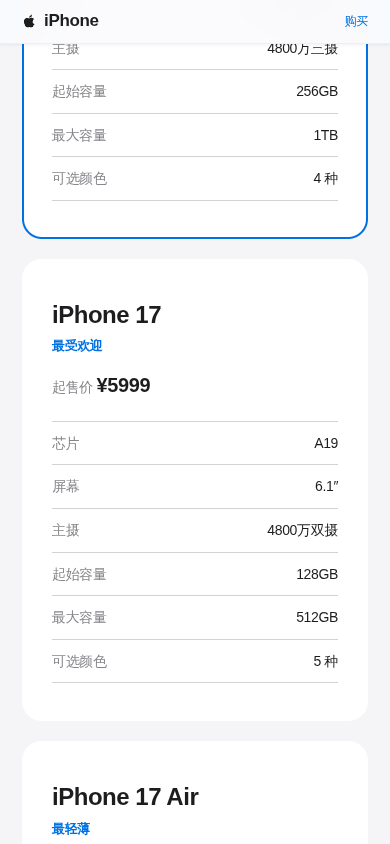 iPhone
购买
主摄 4800万三摄
起始容量 256GB
最大容量 1TB
可选颜色 4 种
iPhone 17
最受欢迎
起售价 ¥5999
芯片 A19
屏幕 6.1″
主摄 4800万双摄
起始容量 128GB
最大容量 512GB
可选颜色 5 种
iPhone 17 Air
最轻薄